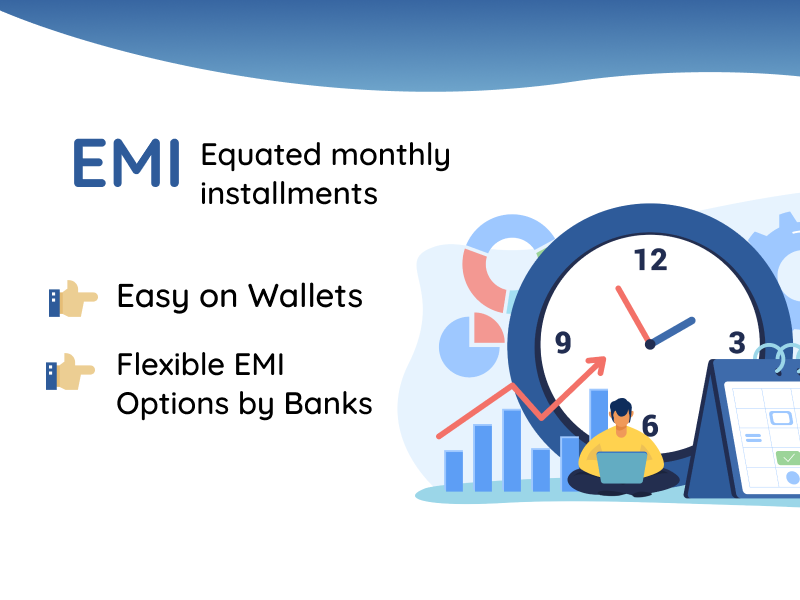 EMI Equated monthly
installments
Easy on Wallets
Flexible EMI
Options by Banks
12
9
3
6